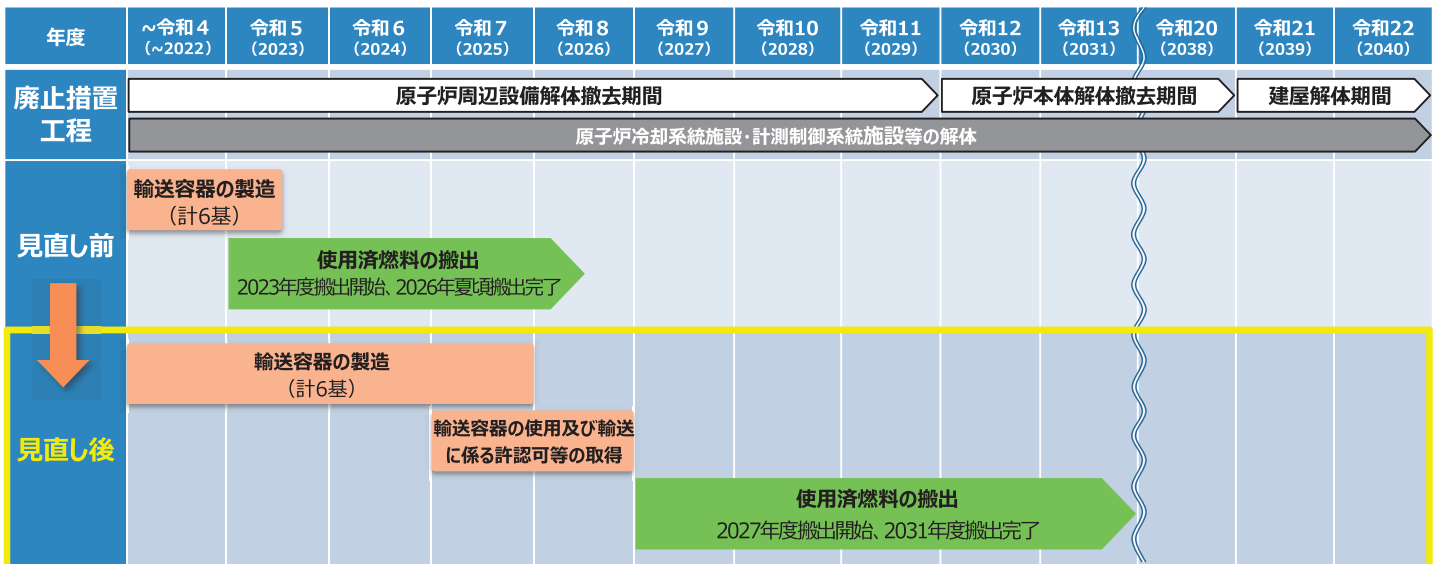 年度
~令和4
(~2022)
令和5
(2023)
令和6
(2024)
令和7
(2025)
令和8
(2026)
令和9
(2027)
令和10
(2028)
令和11
(2029)
令和12
(2030)
令和13
(2031)
令和20
(2038)
令和21
(2039)
令和22
(2040)
廃止措置
工程
原子炉周辺設備解体撤去期間
原子炉本体解体撤去期間
建屋解体期間
原子炉冷却系統施設・計測制御系統施設等の解体
見直し前
輸送容器の製造
（計6基）
使用済燃料の搬出
2023年度搬出開始、2026年夏頃搬出完了
見直し後
輸送容器の製造
（計6基）
輸送容器の使用及び輸送
に係る許認可等の取得
使用済燃料の搬出
2027年度搬出開始、2031年度搬出完了